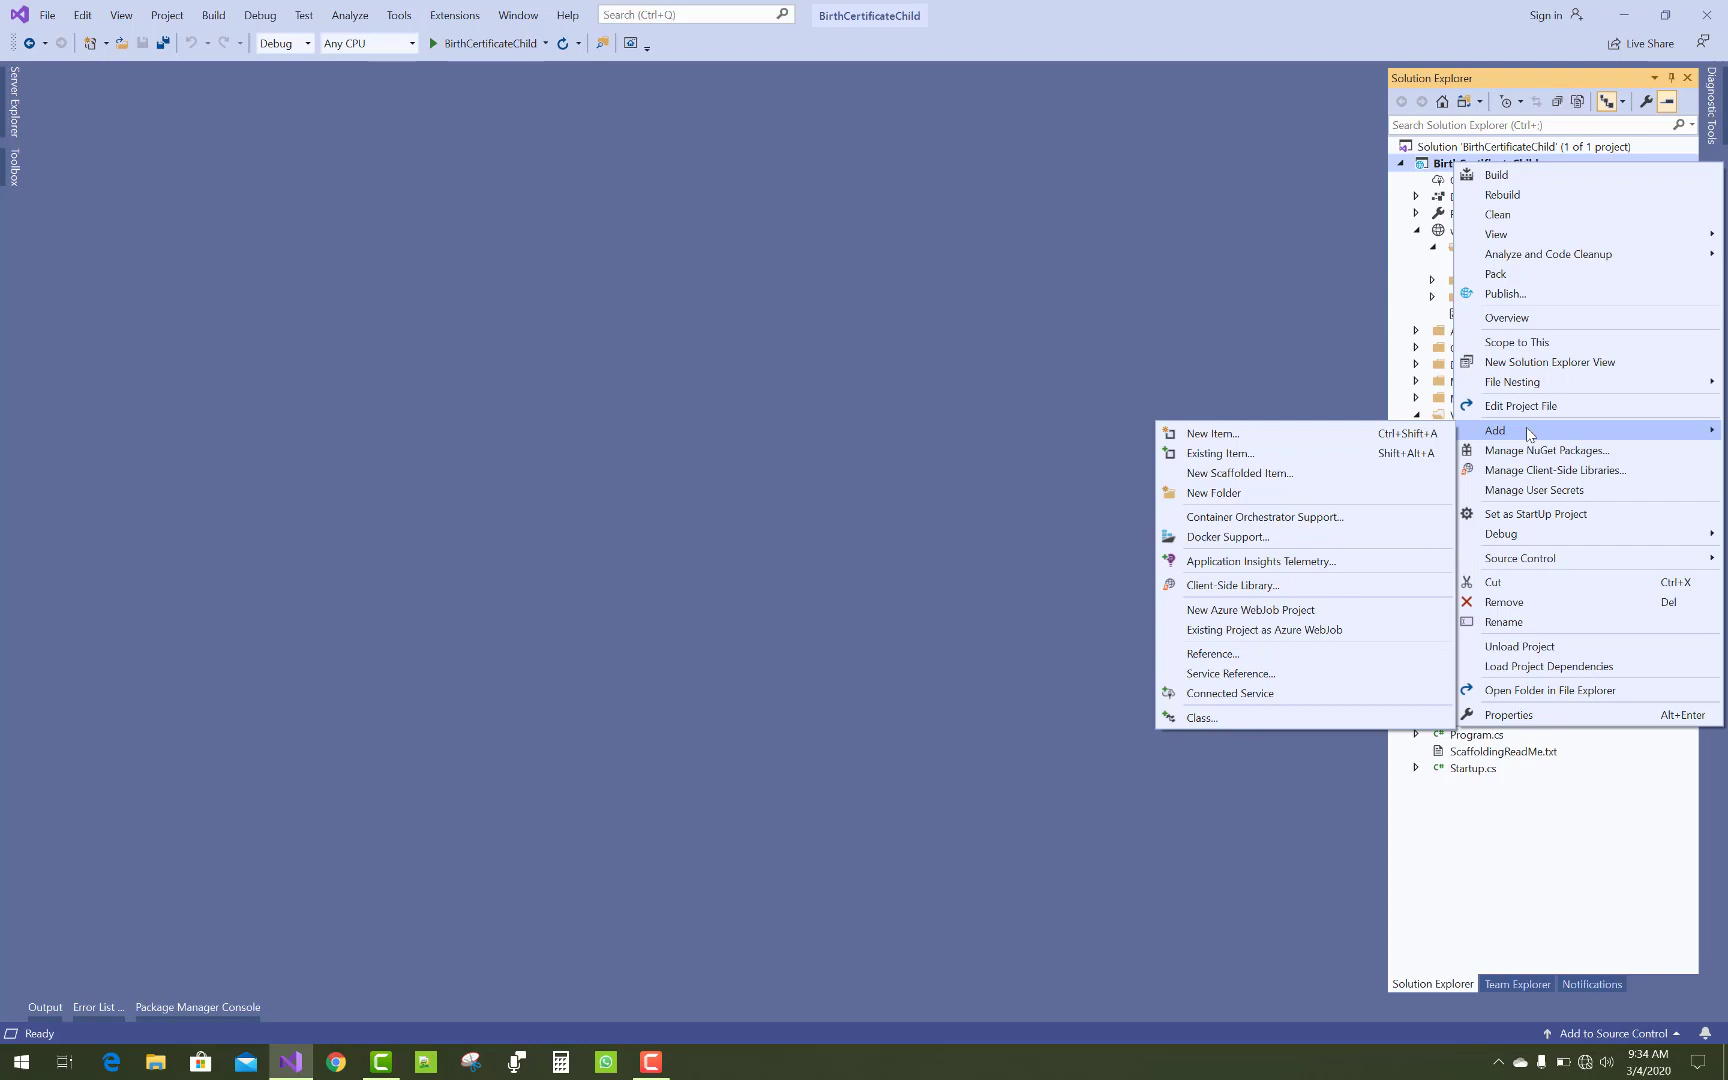 File Edit View Project Build Debug Test Analyze Tools Extensions Window Help Search (Ctrl+Q) BirthCertificateChild Sign in
Debug Any CPU BirthCertificateChild Live Share
Server Explorer
Toolbox
Diagnostic Tools
Solution Explorer
Search Solution Explorer (Ctrl+;)
Solution 'BirthCertificateChild' (1 of 1 project)
Build
Rebuild
Clean
View
Analyze and Code Cleanup
Pack
Publish...
Overview
Scope to This
New Solution Explorer View
File Nesting
Edit Project File
Add
Manage NuGet Packages...
Manage Client-Side Libraries...
Manage User Secrets
Set as StartUp Project
Debug
Source Control
Cut Ctrl+X
Remove Del
Rename
Unload Project
Load Project Dependencies
Open Folder in File Explorer
Properties Alt+Enter
New Item... Ctrl+Shift+A
Existing Item... Shift+Alt+A
New Scaffolded Item...
New Folder
Container Orchestrator Support...
Docker Support...
Application Insights Telemetry...
Client-Side Library...
New Azure WebJob Project
Existing Project as Azure WebJob
Reference...
Service Reference...
Connected Service
Class...
C# Program.cs
ScaffoldingReadMe.txt
C# Startup.cs
Solution Explorer Team Explorer Notifications
Output Error List ... Package Manager Console
Ready Add to Source Control
9:34 AM
3/4/2020